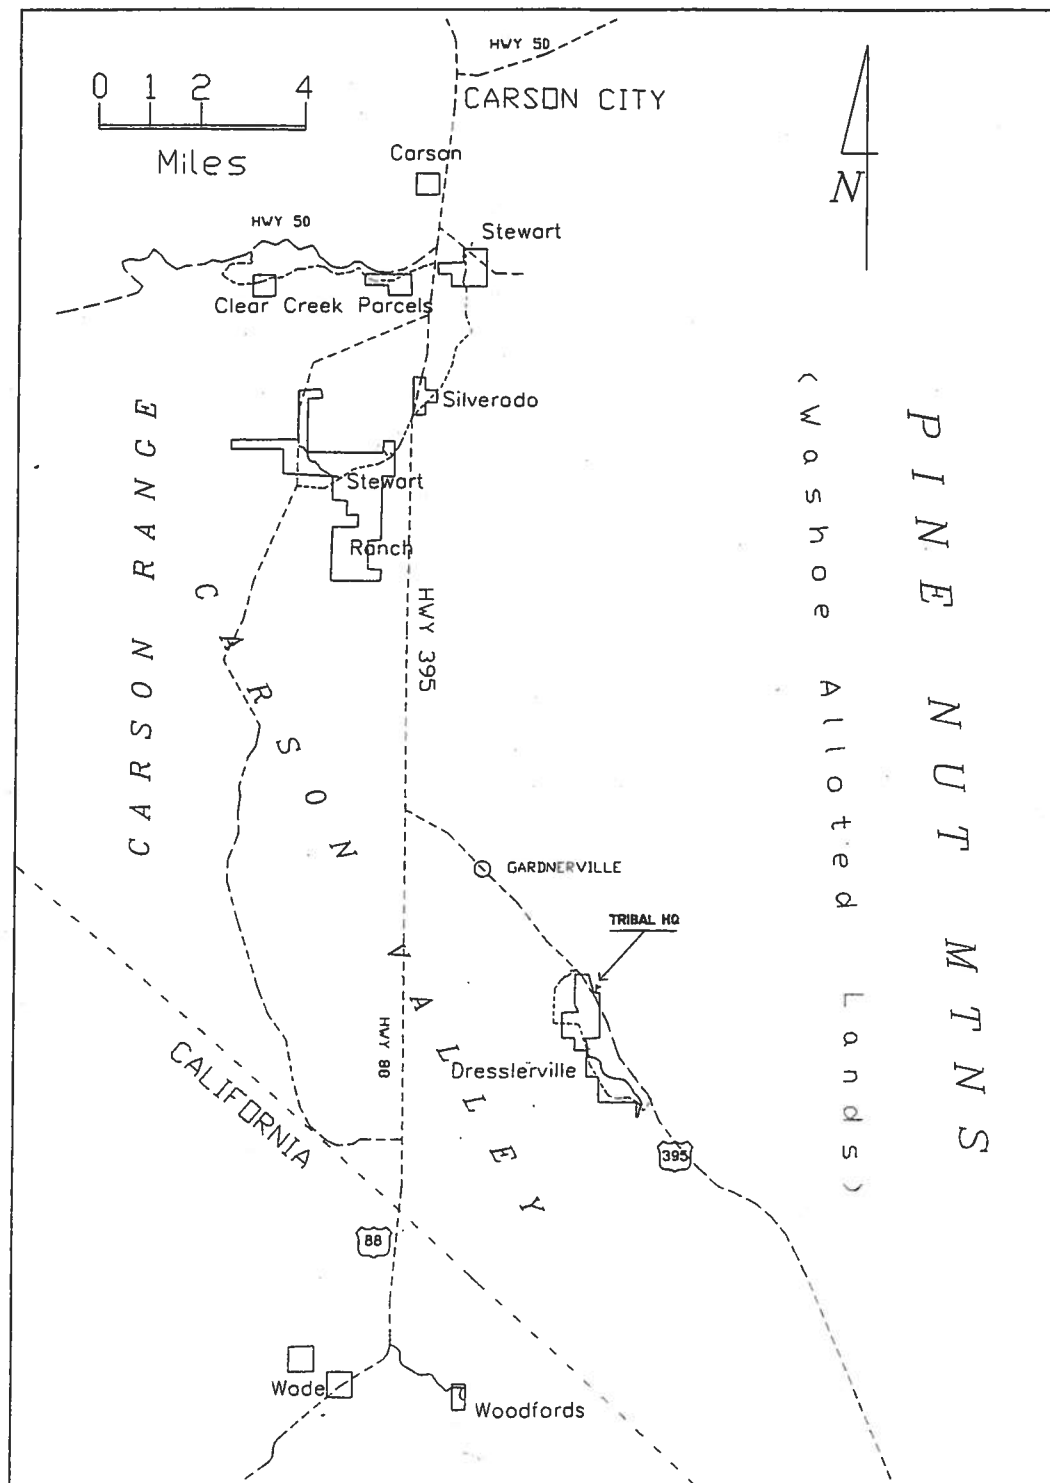 HWY 50
0 1 2 4
Miles
CARSON CITY
Carson
N
HWY 50
Stewart
Clear Creek Parcels
Silverado
Stewart
Ranch
CARSON RANGE
CARSON VALLEY
HWY 395
PINE NUT MTNS
(Washoe Alloted Lands)
GARDNERVILLE
TRIBAL HQ
HWY 88
Dresslerville
CALIFORNIA
395
88
Wade
Woodfords